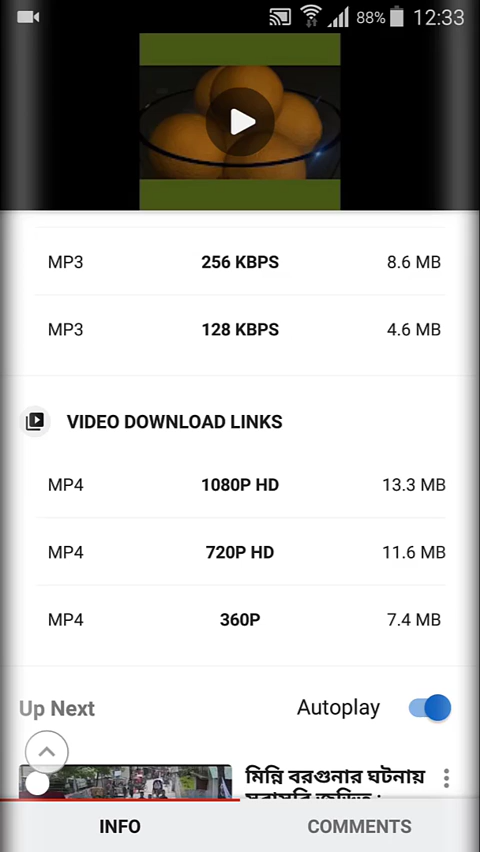 88% 12:33
MP3 256 KBPS 8.6 MB
MP3 128 KBPS 4.6 MB
VIDEO DOWNLOAD LINKS
MP4 1080P HD 13.3 MB
MP4 720P HD 11.6 MB
MP4 360P 7.4 MB
Up Next Autoplay
মিন্নি বরগুনার ঘটনায়
INFO COMMENTS